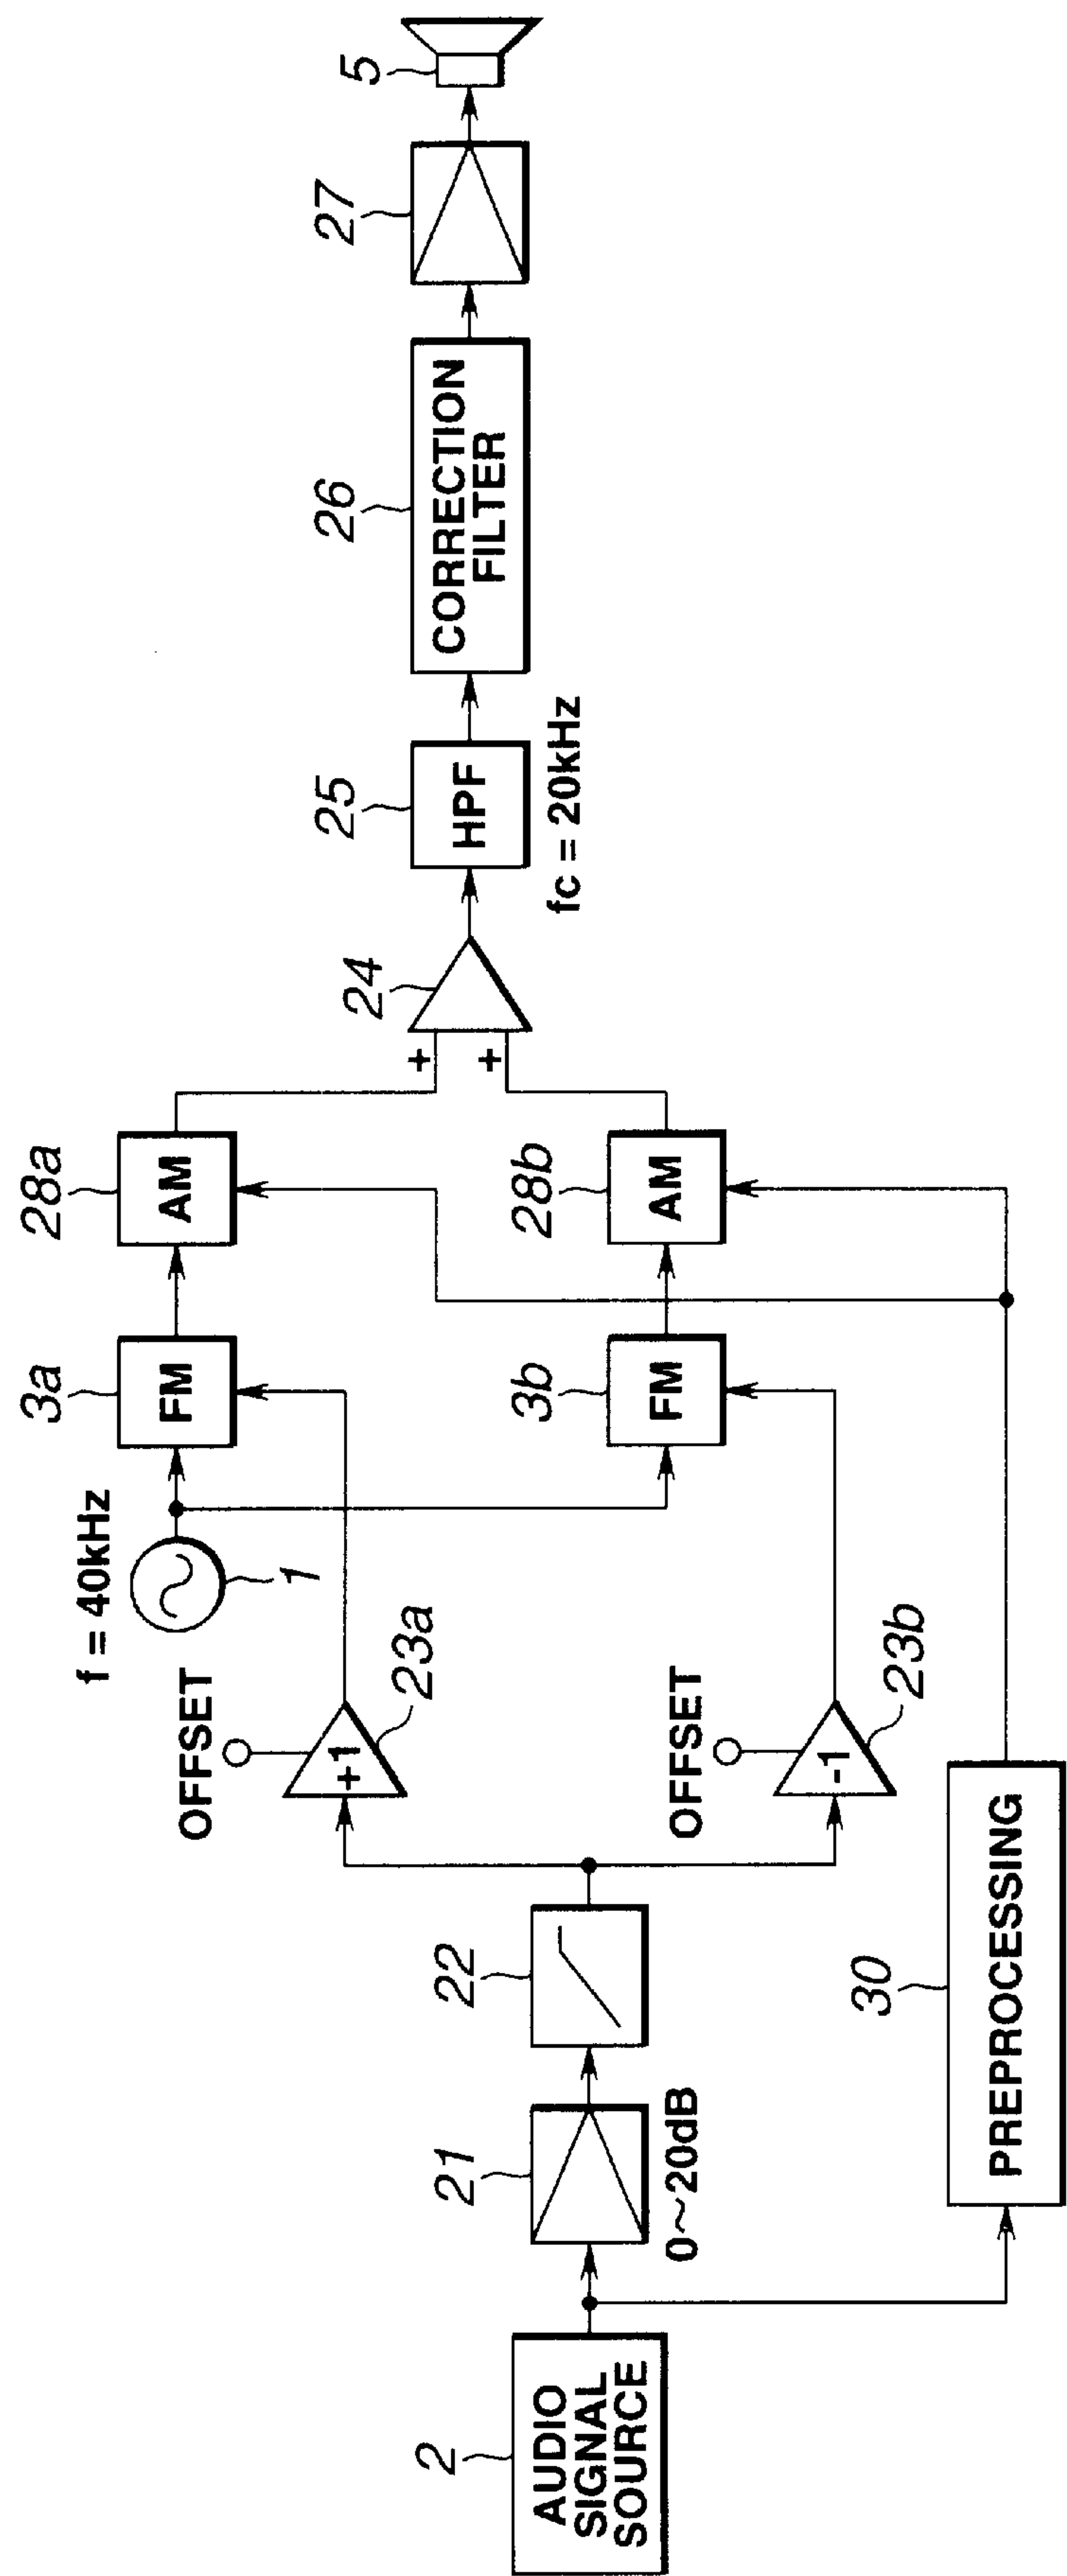 2
AUDIO
SIGNAL
SOURCE
21
0~20dB
22
OFFSET
+1
23a
OFFSET
-1
23b
30
PREPROCESSING
f = 40kHz
1
3a
FM
3b
FM
28a
AM
28b
AM
+
+
24
25
HPF
fc = 20kHz
26
CORRECTION
FILTER
27
5